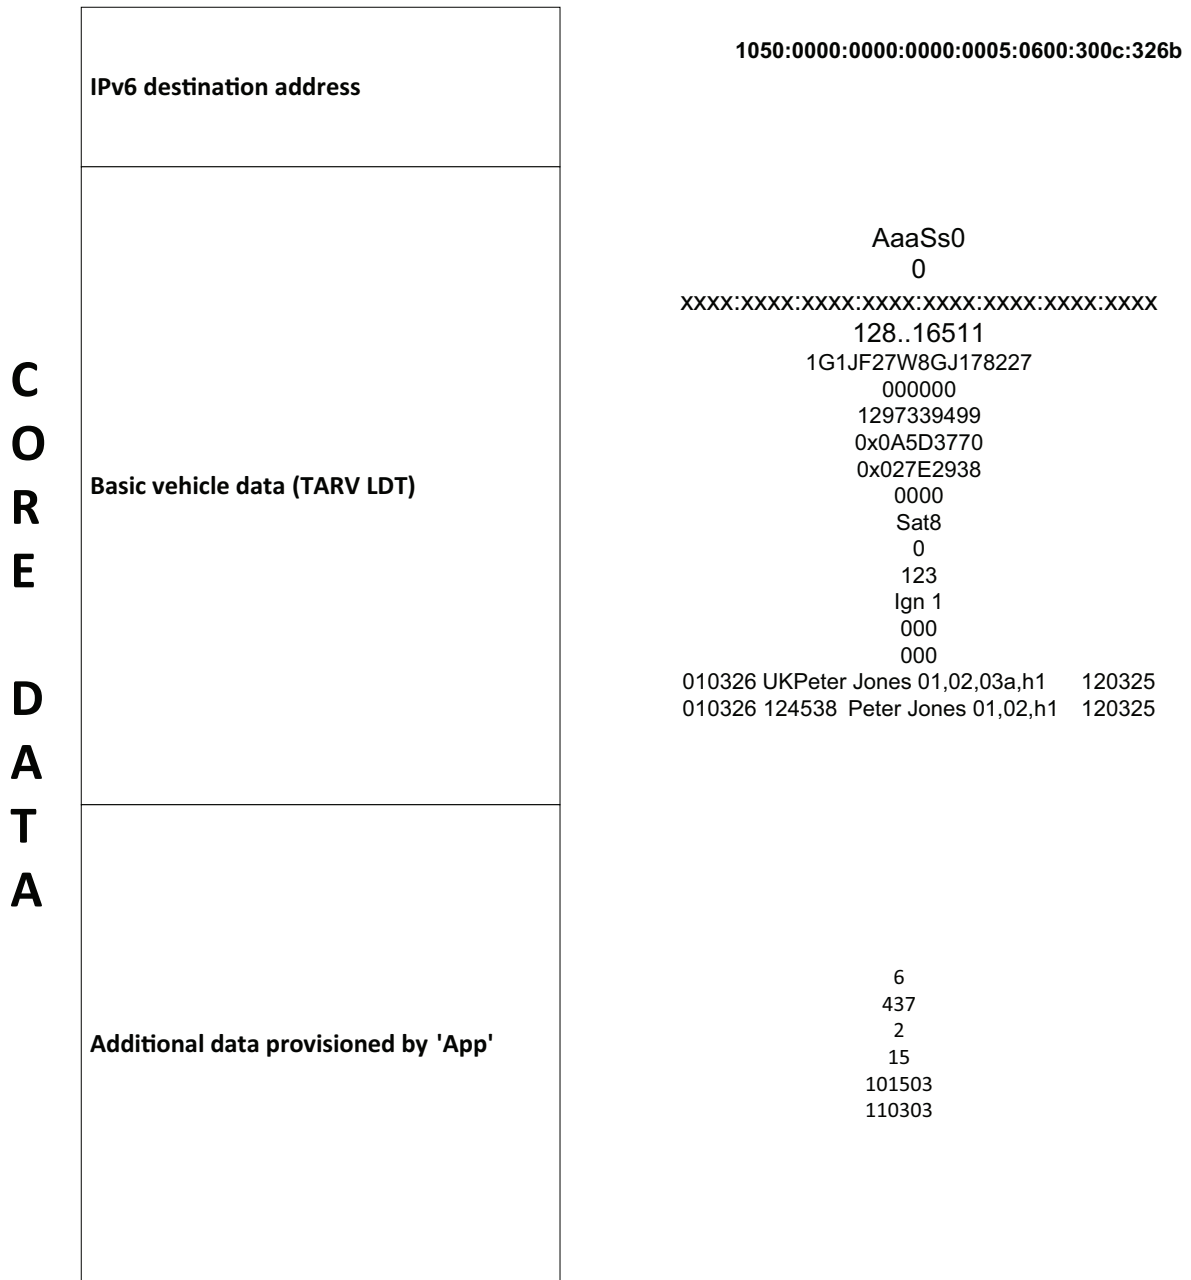 1050:0000:0000:0000:0005:0600:300c:326b
IPv6 destination address
AaaSs0
0
xxxx:xxxx:xxxx:xxxx:xxxx:xxxx:xxxx:xxxx
128..16511
1G1JF27W8GJ178227
000000
1297339499
0x0A5D3770
0x027E2938
Basic vehicle data (TARV LDT)
0000
Sat8
0
123
Ign 1
000
000
010326 UKPeter Jones 01,02,03a,h1 120325
010326 124538 Peter Jones 01,02,h1 120325
C
O
R
E
D
A
T
A
6
437
2
15
101503
110303
Additional data provisioned by 'App'